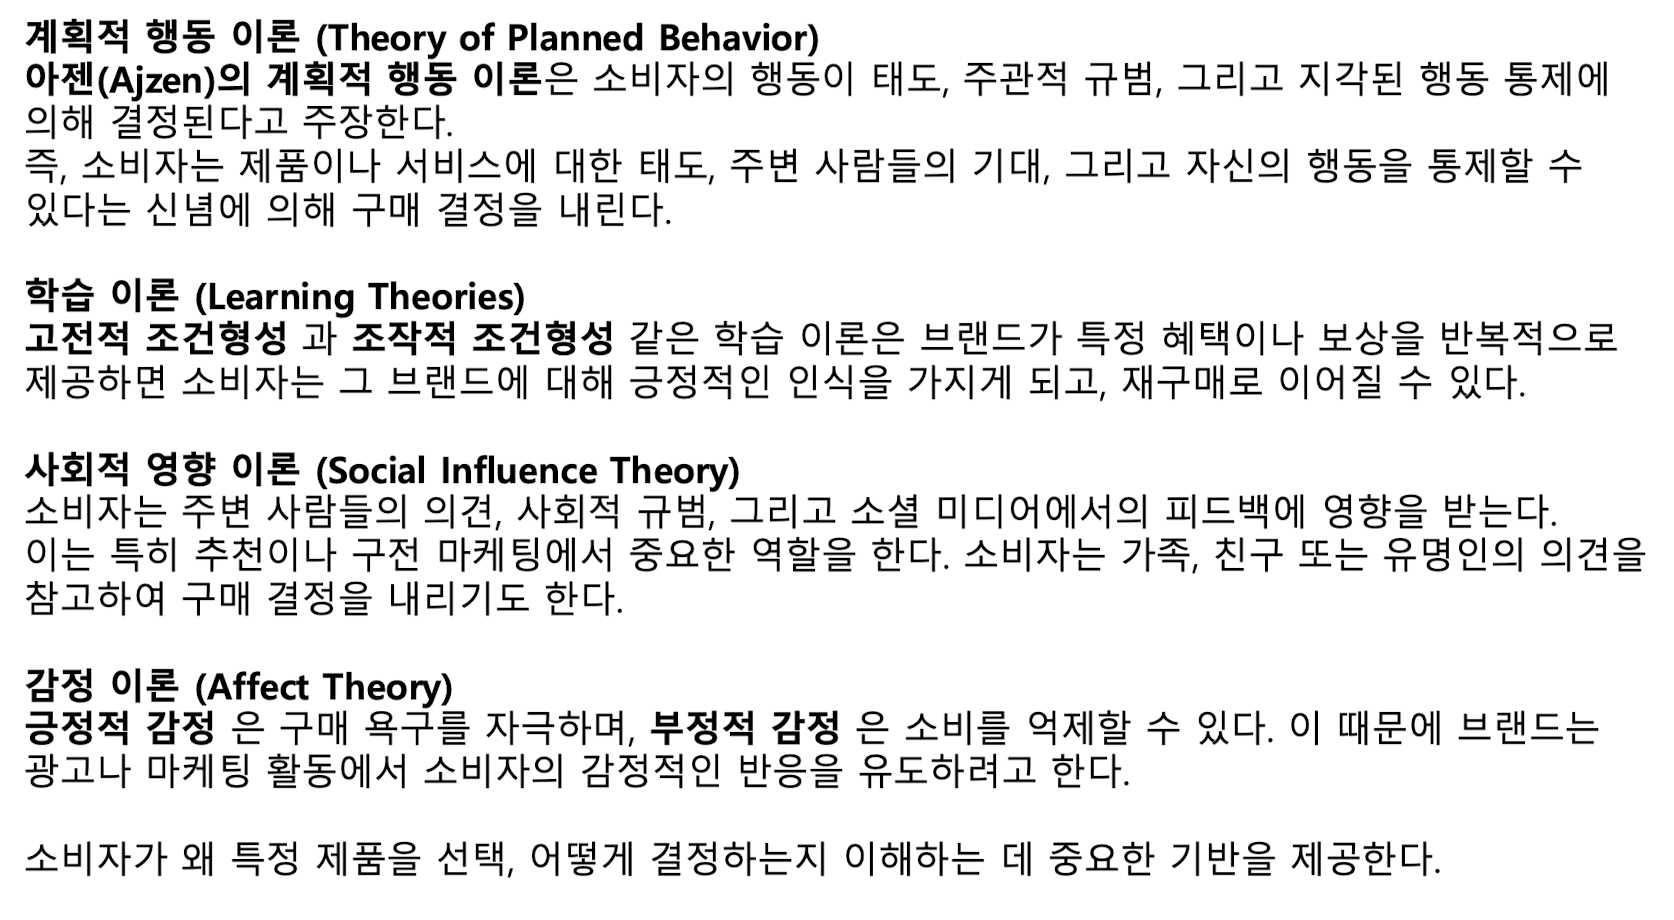 계획적 행동 이론 (Theory of Planned Behavior)
아젠(Ajzen)의 계획적 행동 이론은 소비자의 행동이 태도, 주관적 규범, 그리고 지각된 행동 통제에
의해 결정된다고 주장한다.
즉, 소비자는 제품이나 서비스에 대한 태도, 주변 사람들의 기대, 그리고 자신의 행동을 통제할 수
있다는 신념에 의해 구매 결정을 내린다.

학습 이론 (Learning Theories)
고전적 조건형성 과 조작적 조건형성 같은 학습 이론은 브랜드가 특정 혜택이나 보상을 반복적으로
제공하면 소비자는 그 브랜드에 대해 긍정적인 인식을 가지게 되고, 재구매로 이어질 수 있다.

사회적 영향 이론 (Social Influence Theory)
소비자는 주변 사람들의 의견, 사회적 규범, 그리고 소셜 미디어에서의 피드백에 영향을 받는다.
이는 특히 추천이나 구전 마케팅에서 중요한 역할을 한다. 소비자는 가족, 친구 또는 유명인의 의견을
참고하여 구매 결정을 내리기도 한다.

감정 이론 (Affect Theory)
긍정적 감정 은 구매 욕구를 자극하며, 부정적 감정 은 소비를 억제할 수 있다. 이 때문에 브랜드는
광고나 마케팅 활동에서 소비자의 감정적인 반응을 유도하려고 한다.

소비자가 왜 특정 제품을 선택, 어떻게 결정하는지 이해하는 데 중요한 기반을 제공한다.